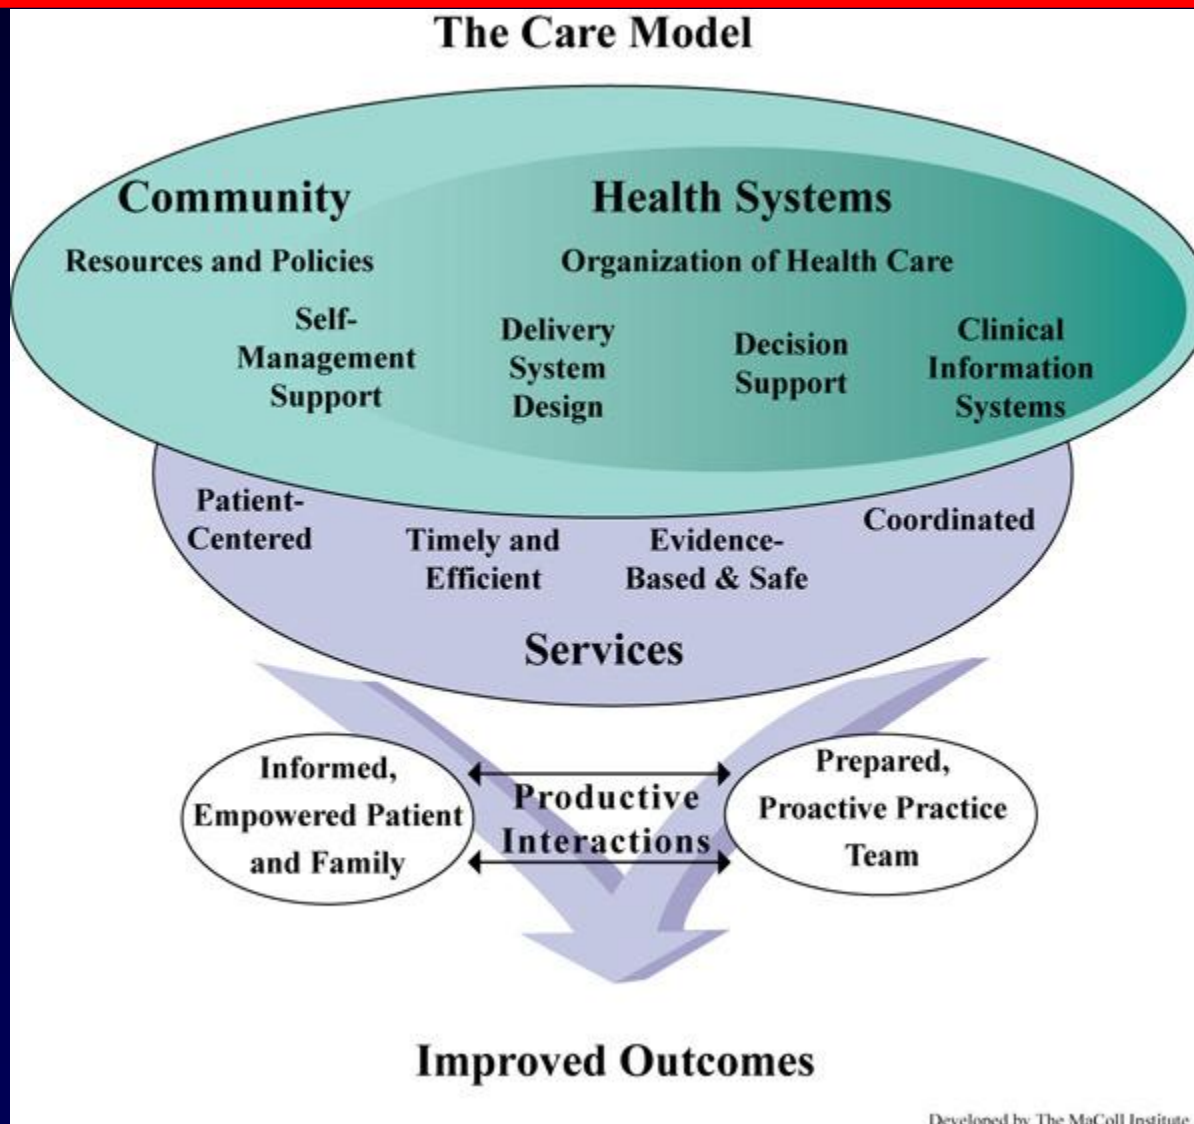 The Care Model
Community
Health Systems
Resources and Policies
Organization of Health Care
Self-
Management
Support
Delivery
System
Design
Decision
Support
Clinical
Information
Systems
Patient-
Centered
Timely and
Efficient
Evidence-
Based & Safe
Coordinated
Services
Informed,
Empowered Patient
and Family
Productive
Interactions
Prepared,
Proactive Practice
Team
Improved Outcomes
Developed by The MaColl Institute